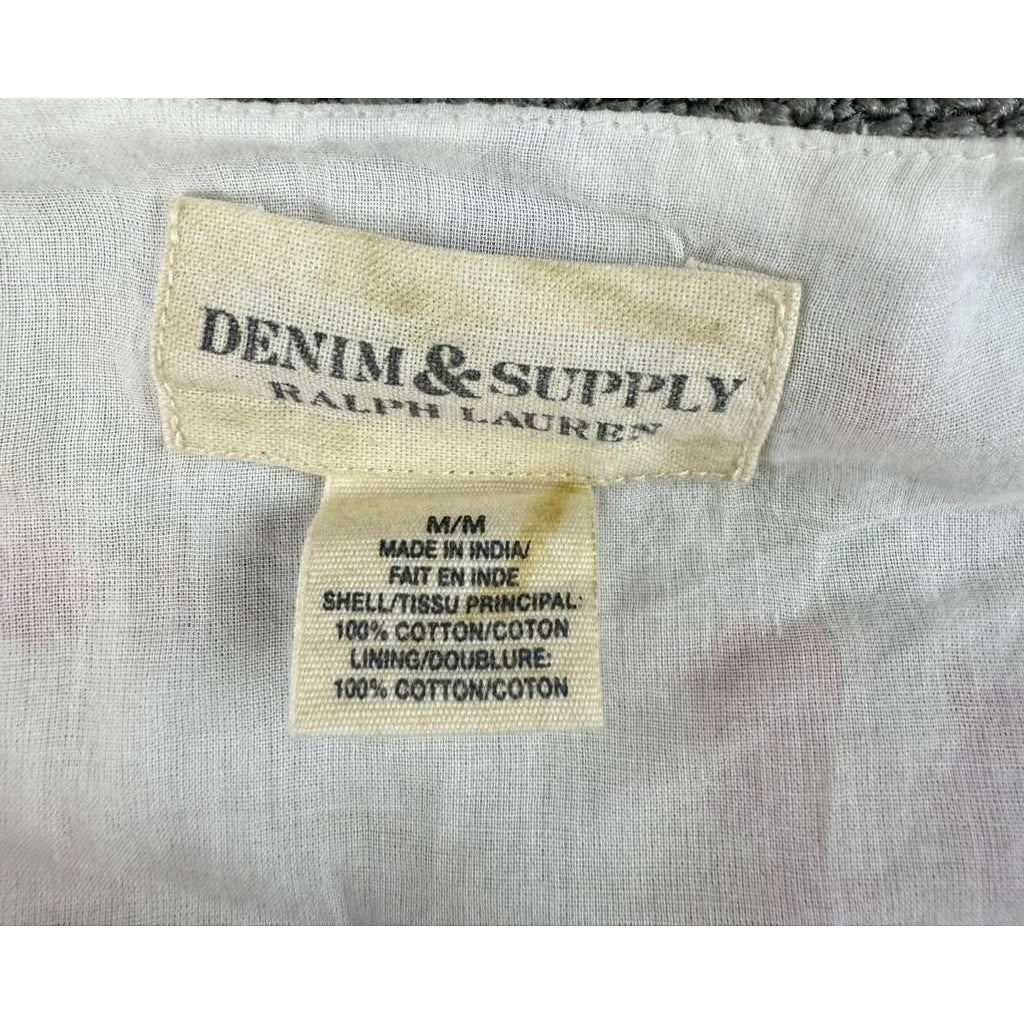 DENIM & SUPPLY
RALPH LAUREN
M/M
MADE IN INDIA/
FAIT EN INDE
SHELL/TISSU PRINCIPAL:
100% COTTON/COTON
LINING/DOUBLURE:
100% COTTON/COTON